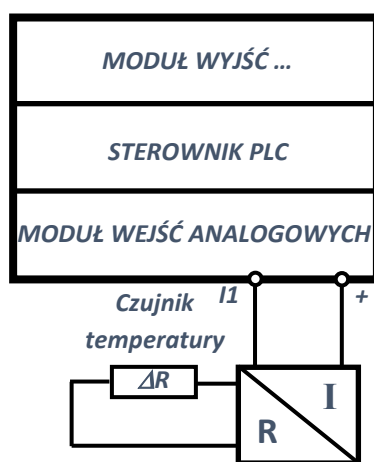 MODUŁ WYJŚĆ ...
STEROWNIK PLC
MODUŁ WEJŚĆ ANALOGOWYCH
I1 +
Czujnik
temperatury
ΔR
I
R